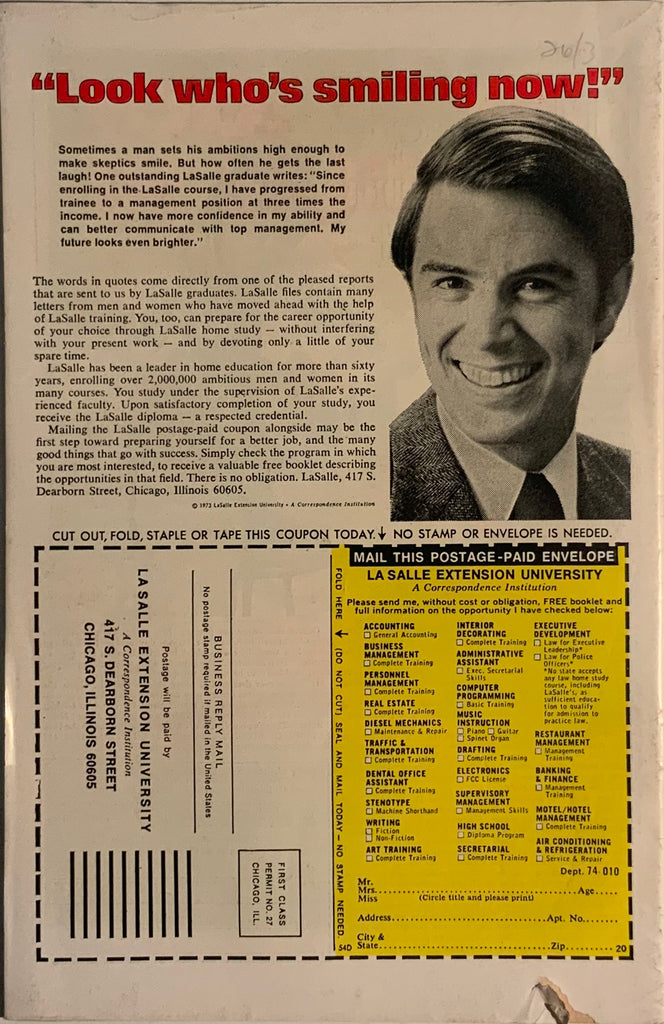 26/3
“Look who’s smiling now!”
Sometimes a man sets his ambitions high enough to
make skeptics smile. But how often he gets the last
laugh! One outstanding LaSalle graduate writes: “Since
enrolling in the LaSalle course, I have progressed from
trainee to a management position at three times the
income. I now have more confidence in my ability and
can better communicate with top management. My
future looks even brighter.”
The words in quotes come directly from one of the pleased reports
that are sent to us by LaSalle graduates. LaSalle files contain many
letters from men and women who have moved ahead with the help
of LaSalle training. You, too, can prepare for the career opportunity
of your choice through LaSalle home study — without interfering
with your present work — and by devoting only a little of your
spare time.
LaSalle has been a leader in home education for more than sixty
years, enrolling over 2,000,000 ambitious men and women in its
many courses. You study under the supervision of LaSalle’s expe-
rienced faculty. Upon satisfactory completion of your study, you
receive the LaSalle diploma — a respected credential.
Mailing the LaSalle postage-paid coupon alongside may be the
first step toward preparing yourself for a better job, and the many
good things that go with success. Simply check the program in which
you are most interested, to receive a valuable free booklet describing
the opportunities in that field. There is no obligation. LaSalle, 417 S.
Dearborn Street, Chicago, Illinois 60605.
© 1973 LaSalle Extension University • A Correspondence Institution
CUT OUT, FOLD, STAPLE OR TAPE THIS COUPON TODAY.↓ NO STAMP OR ENVELOPE IS NEEDED.
BUSINESS REPLY MAIL
No postage stamp required if mailed in the United States
Postage will be paid by
LA SALLE EXTENSION UNIVERSITY
A Correspondence Institution
417 S. DEARBORN STREET
CHICAGO, ILLINOIS 60605
FIRST CLASS
PERMIT NO. 27
CHICAGO, ILL.
FOLD HERE ↓ (DO NOT CUT) SEAL AND MAIL TODAY — NO STAMP NEEDED
MAIL THIS POSTAGE-PAID ENVELOPE
LA SALLE EXTENSION UNIVERSITY
A Correspondence Institution
Please send me, without cost or obligation, FREE booklet and
full information on the opportunity I have checked below:
ACCOUNTING
☐ General Accounting
BUSINESS
MANAGEMENT
☐ Complete Training
PERSONNEL
MANAGEMENT
☐ Complete Training
REAL ESTATE
☐ Complete Training
DIESEL MECHANICS
☐ Maintenance & Repair
TRAFFIC &
TRANSPORTATION
☐ Complete Training
DENTAL OFFICE
ASSISTANT
☐ Complete Training
STENOTYPE
☐ Machine Shorthand
WRITING
☐ Fiction
☐ Non-Fiction
ART TRAINING
☐ Complete Training
INTERIOR
DECORATING
☐ Complete Training
ADMINISTRATIVE
ASSISTANT
☐ Exec. Secretarial
Skills
COMPUTER
PROGRAMMING
☐ Basic Training
MUSIC
INSTRUCTION
☐ Piano ☐ Guitar
☐ Spinet Organ
DRAFTING
☐ Complete Training
ELECTRONICS
☐ FCC License
SUPERVISORY
MANAGEMENT
☐ Management Skills
HIGH SCHOOL
☐ Diploma Program
SECRETARIAL
☐ Complete Training
EXECUTIVE
DEVELOPMENT
☐ Law for Executive
Leadership*
☐ Law for Police
Officers*
*No state accepts
any law home study
course, including
LaSalle’s, as
sufficient educa-
tion to qualify
for admission to
practice law.
RESTAURANT
MANAGEMENT
☐ Management
Training
BANKING
& FINANCE
☐ Management
Training
MOTEL/HOTEL
MANAGEMENT
☐ Complete Training
AIR CONDITIONING
& REFRIGERATION
☐ Service & Repair
Dept. 74-010
Mr.
Mrs. Age
Miss (Circle title and please print)
Address Apt. No.
City &
State Zip
54D 20